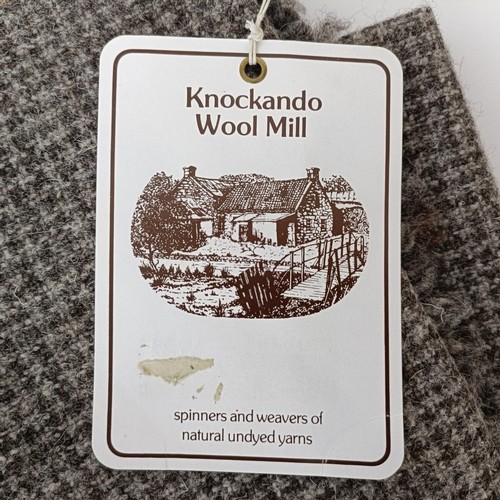 Knockando
Wool Mill
spinners and weavers of
natural undyed yarns